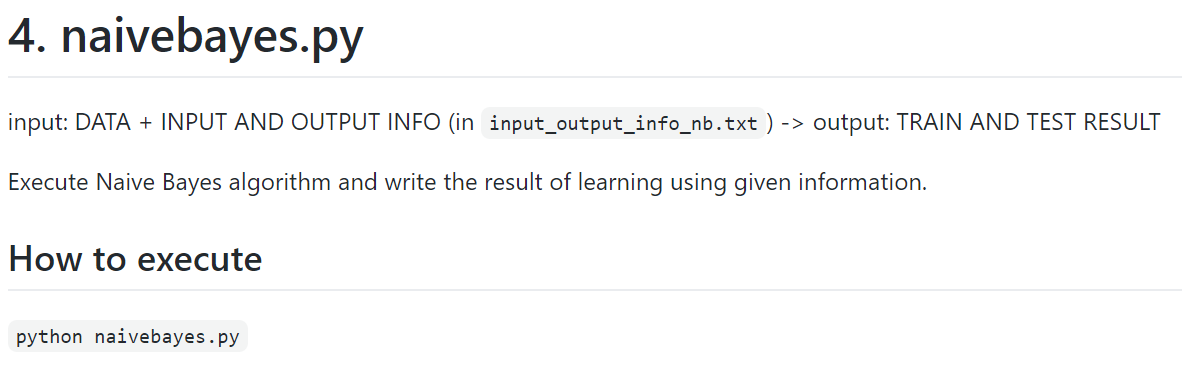 4. naivebayes.py
input: DATA + INPUT AND OUTPUT INFO (in input_output_info_nb.txt ) -> output: TRAIN AND TEST RESULT
Execute Naive Bayes algorithm and write the result of learning using given information.
How to execute
python naivebayes.py